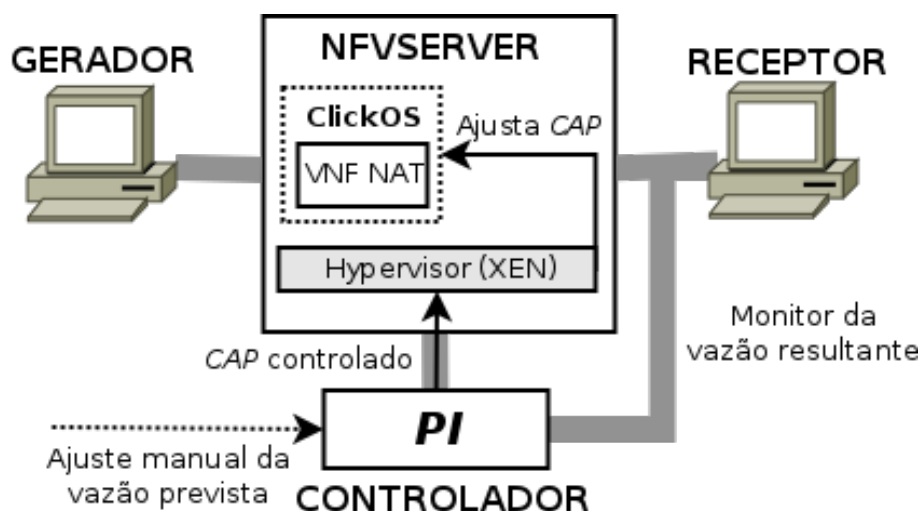 NFVSERVER
GERADOR
RECEPTOR
ClickOS
VNF NAT
Ajusta CAP
Hypervisor (XEN)
CAP controlado
Monitor da
vazão resultante
PI
Ajuste manual da
vazão prevista
CONTROLADOR